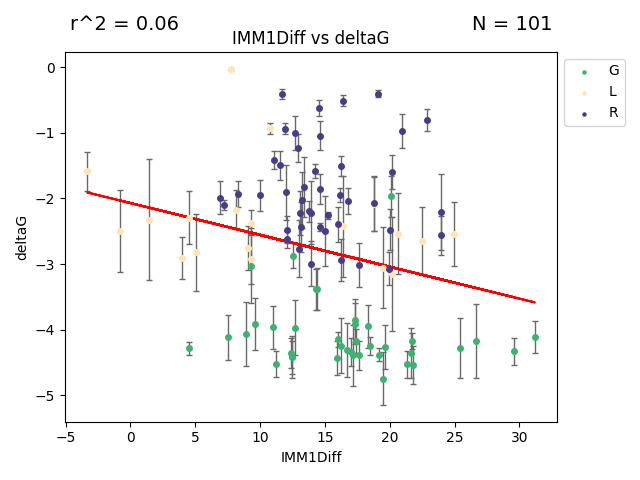 r^2 = 0.06
N = 101
IMM1Diff vs deltaG
G
L
R
0
−1
−2
−3
−4
−5
deltaG
−5
0
5
10
15
20
25
30
IMM1Diff